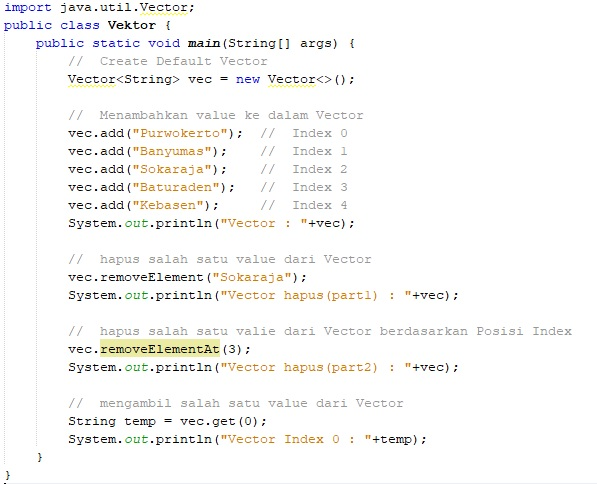 import java.util.Vector;
public class Vektor {
    public static void main(String[] args) {
        //  Create Default Vector
        Vector<String> vec = new Vector<>();
        //  Menambahkan value ke dalam Vector
        vec.add("Purwokerto");  //  Index 0
        vec.add("Banyumas");    //  Index 1
        vec.add("Sokaraja");    //  Index 2
        vec.add("Baturaden");   //  Index 3
        vec.add("Kebasen");     //  Index 4
        System.out.println("Vector : "+vec);
        //  hapus salah satu value dari Vector
        vec.removeElement("Sokaraja");
        System.out.println("Vector hapus(part1) : "+vec);
        //  hapus salah satu valie dari Vector berdasarkan Posisi Index
        vec.removeElementAt(3);
        System.out.println("Vector hapus(part2) : "+vec);
        //  mengambil salah satu value dari Vector
        String temp = vec.get(0);
        System.out.println("Vector Index 0 : "+temp);
    }
}